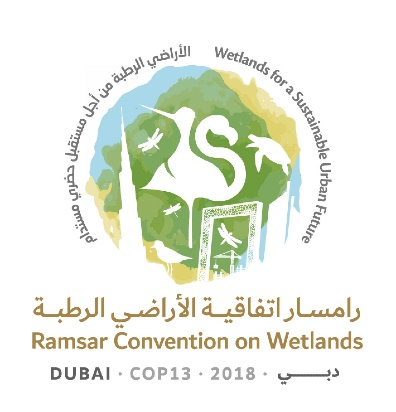 الأراضي الرطبة من أجل مستقبل حضري مستدام
Wetlands for a Sustainable Urban Future
رامسار اتفاقية الأراضي الرطبة
Ramsar Convention on Wetlands
DUBAI · COP13 · 2018 · دبي